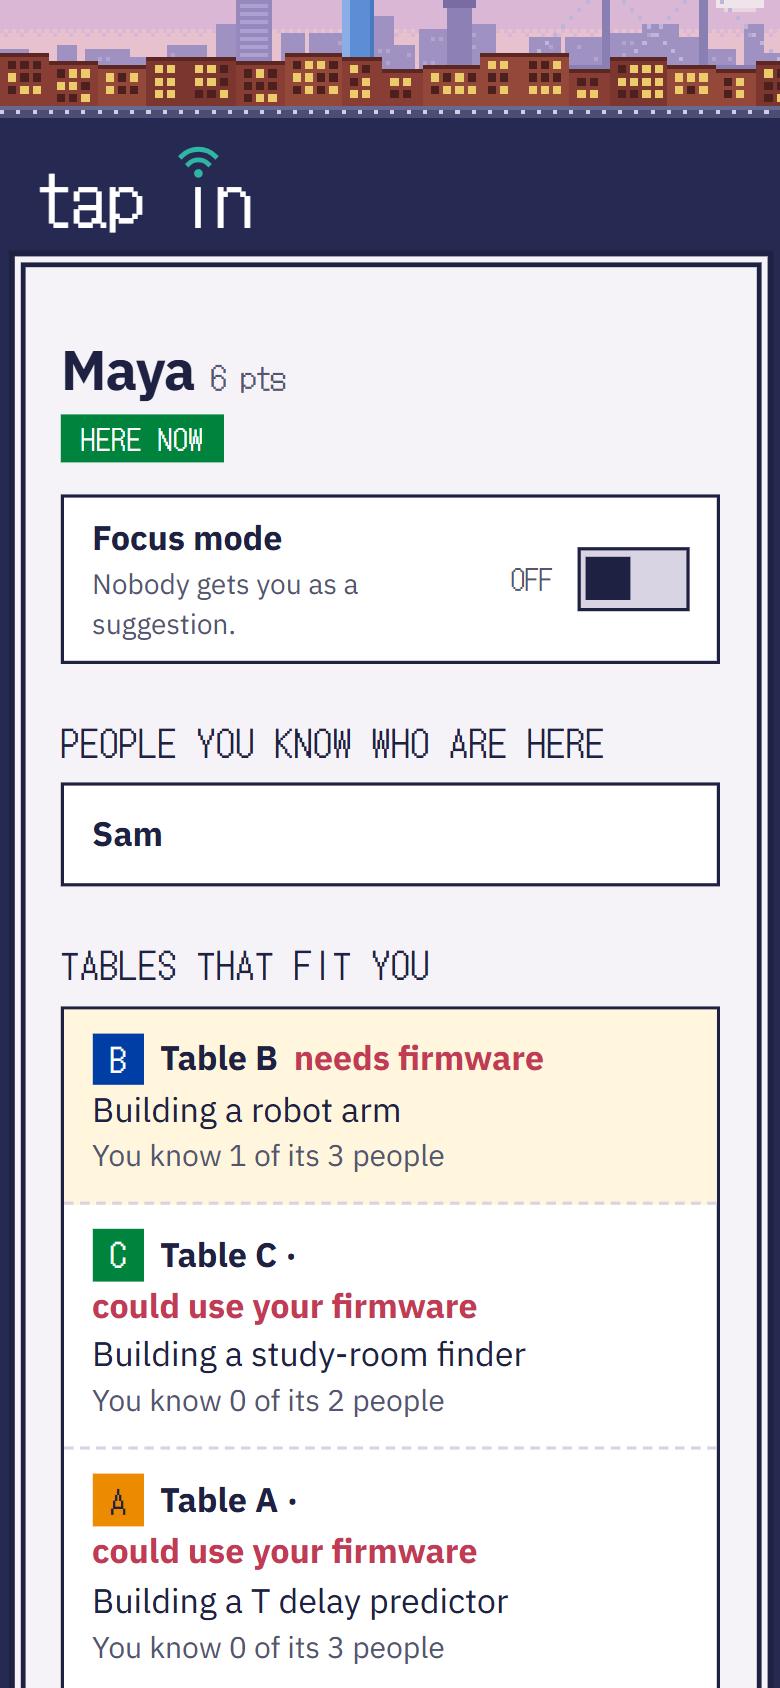 tap in
Maya 6 pts
HERE NOW
Focus mode
Nobody gets you as a
suggestion.
OFF
PEOPLE YOU KNOW WHO ARE HERE
Sam
TABLES THAT FIT YOU
B Table B needs firmware
Building a robot arm
You know 1 of its 3 people
C Table C ·
could use your firmware
Building a study-room finder
You know 0 of its 2 people
A Table A ·
could use your firmware
Building a T delay predictor
You know 0 of its 3 people